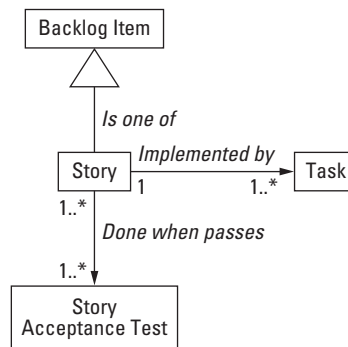 Backlog Item
Is one of
Implemented by
Story
Task
1
1..*
1..*
Done when passes
1..*
Story
Acceptance Test